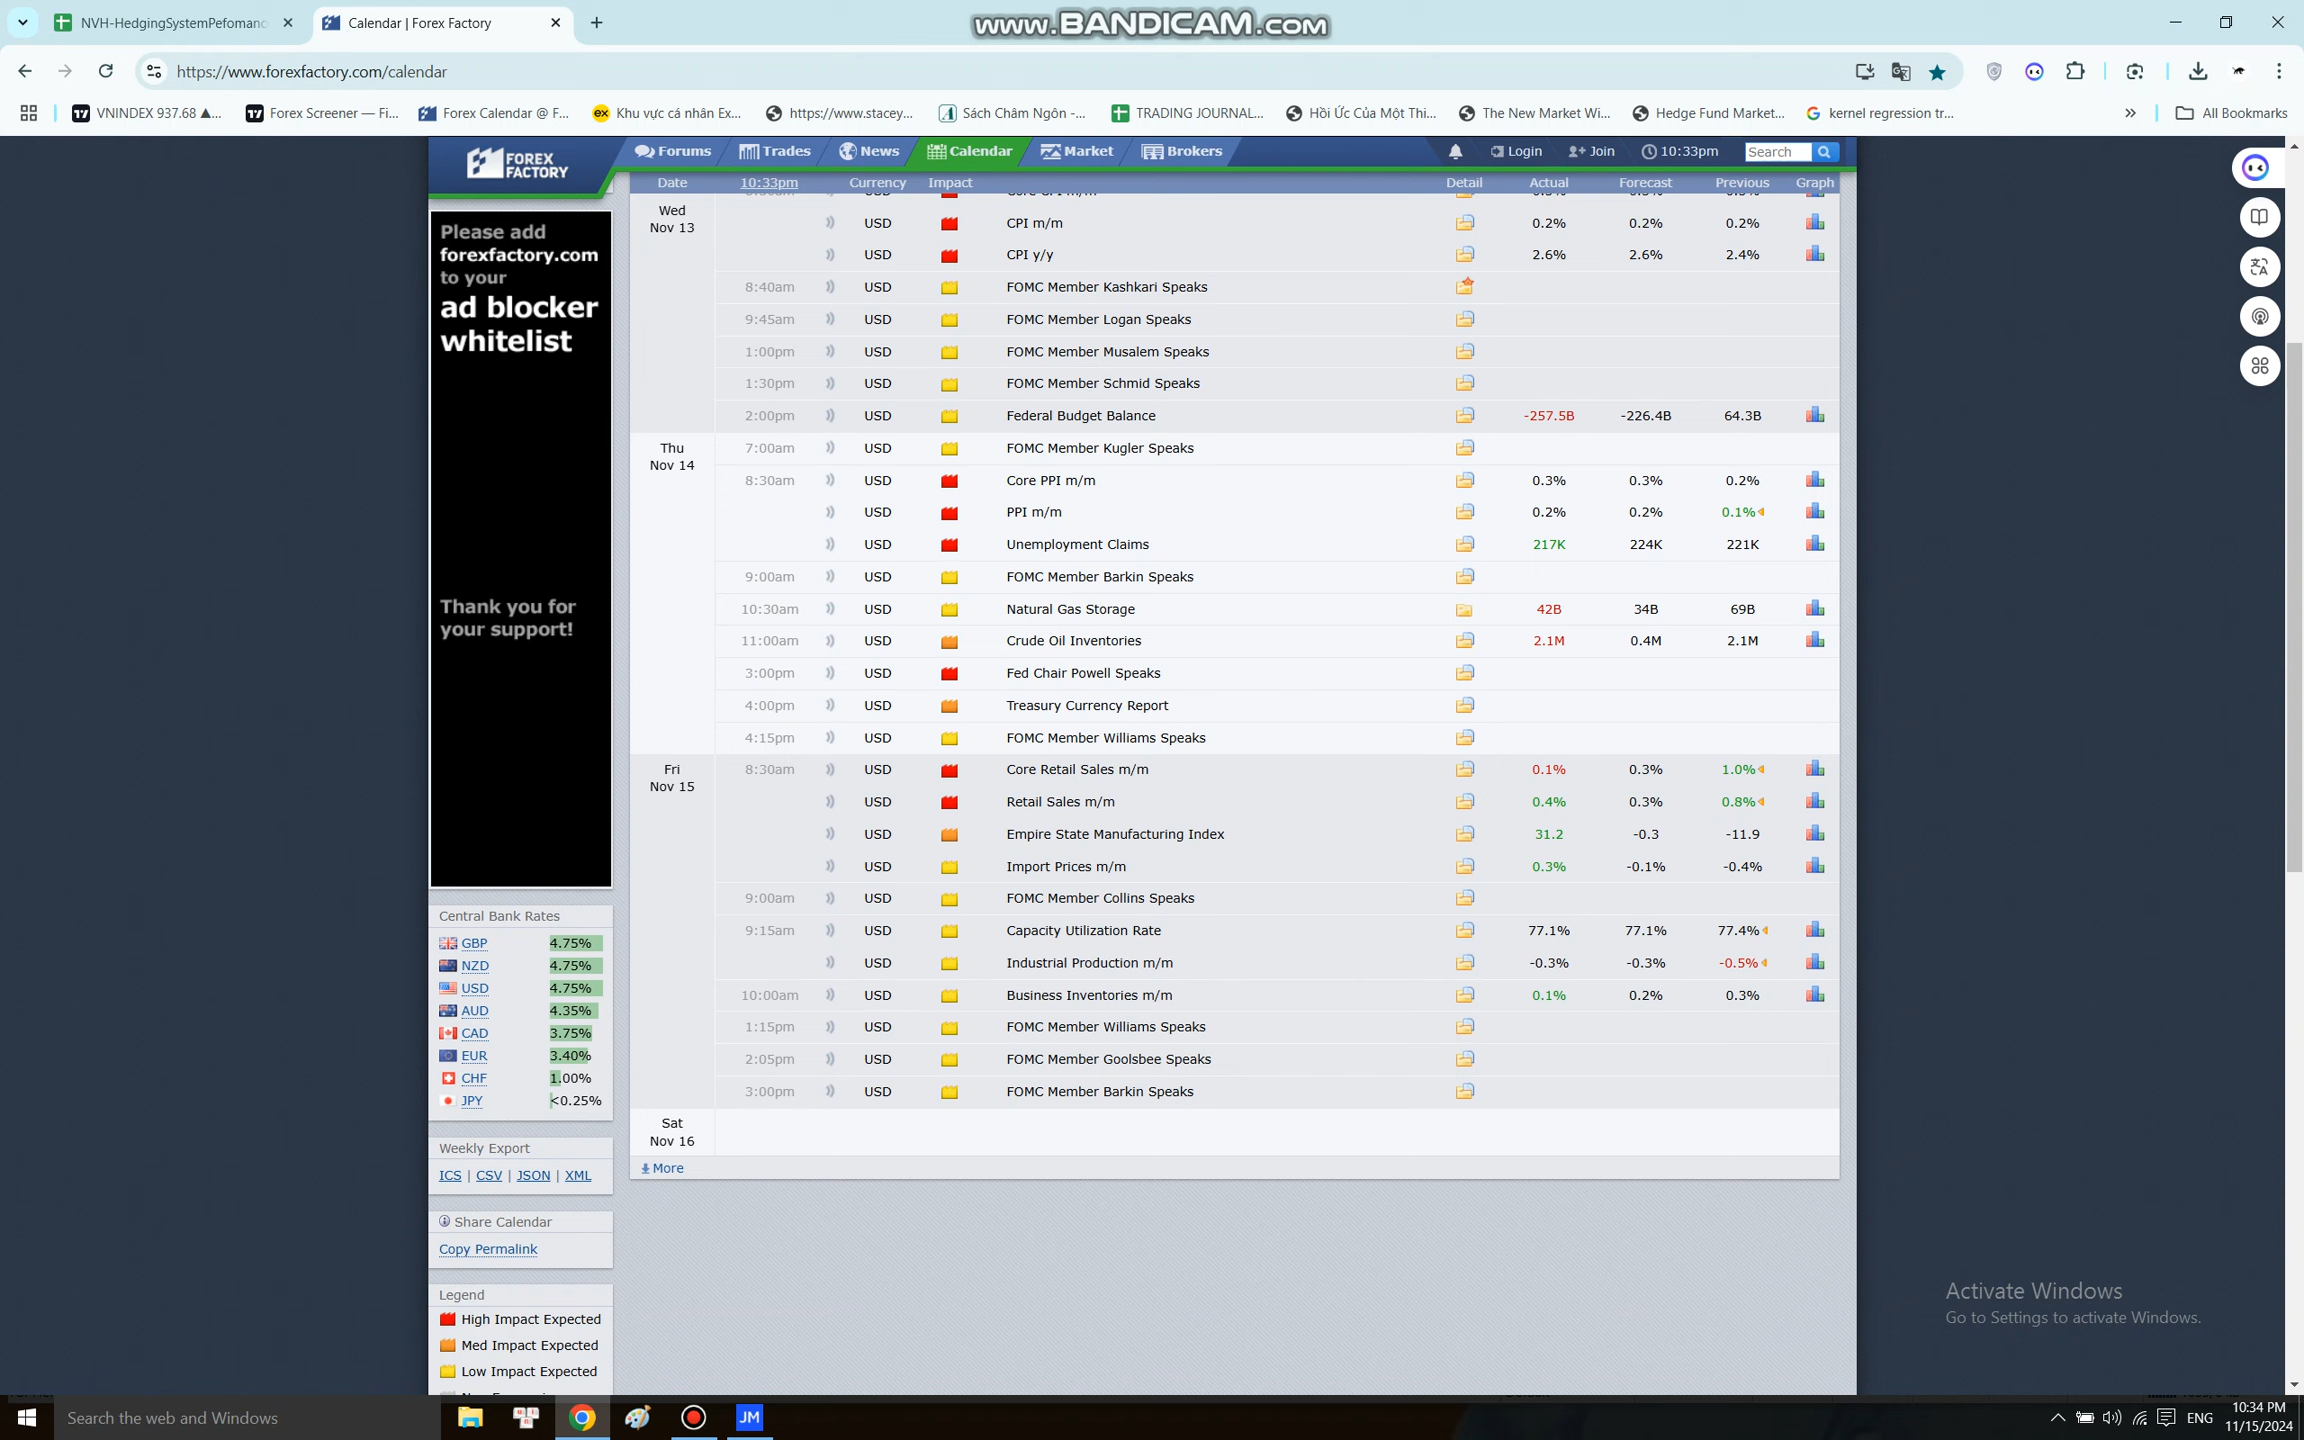 NVH-HedgingSystemPefomanc
Calendar | Forex Factory
www.BANDICAM.com
https://www.forexfactory.com/calendar
VNINDEX 937.68 ▲...
Forex Screener — Fi...
Forex Calendar @ F...
Khu vực cá nhân Ex...
https://www.stacey...
Sách Châm Ngôn -...
TRADING JOURNAL...
Hồi Ức Của Một Thi...
The New Market Wi...
Hedge Fund Market...
kernel regression tr...
All Bookmarks
FOREX FACTORY
Forums Trades News Calendar Market Brokers Login Join 10:33pm Search
Date 10:33pm Currency Impact Detail Actual Forecast Previous Graph
Wed Nov 13
USD CPI m/m 0.2% 0.2% 0.2%
USD CPI y/y 2.6% 2.6% 2.4%
8:40am USD FOMC Member Kashkari Speaks
9:45am USD FOMC Member Logan Speaks
1:00pm USD FOMC Member Musalem Speaks
1:30pm USD FOMC Member Schmid Speaks
2:00pm USD Federal Budget Balance -257.5B -226.4B 64.3B
Thu Nov 14
7:00am USD FOMC Member Kugler Speaks
8:30am USD Core PPI m/m 0.3% 0.3% 0.2%
USD PPI m/m 0.2% 0.2% 0.1%
USD Unemployment Claims 217K 224K 221K
9:00am USD FOMC Member Barkin Speaks
10:30am USD Natural Gas Storage 42B 34B 69B
11:00am USD Crude Oil Inventories 2.1M 0.4M 2.1M
3:00pm USD Fed Chair Powell Speaks
4:00pm USD Treasury Currency Report
4:15pm USD FOMC Member Williams Speaks
Fri Nov 15
8:30am USD Core Retail Sales m/m 0.1% 0.3% 1.0%
USD Retail Sales m/m 0.4% 0.3% 0.8%
USD Empire State Manufacturing Index 31.2 -0.3 -11.9
USD Import Prices m/m 0.3% -0.1% -0.4%
9:00am USD FOMC Member Collins Speaks
9:15am USD Capacity Utilization Rate 77.1% 77.1% 77.4%
USD Industrial Production m/m -0.3% -0.3% -0.5%
10:00am USD Business Inventories m/m 0.1% 0.2% 0.3%
1:15pm USD FOMC Member Williams Speaks
2:05pm USD FOMC Member Goolsbee Speaks
3:00pm USD FOMC Member Barkin Speaks
Sat Nov 16
More
Please add
forexfactory.com
to your
ad blocker
whitelist
Thank you for
your support!
Central Bank Rates
GBP 4.75%
NZD 4.75%
USD 4.75%
AUD 4.35%
CAD 3.75%
EUR 3.40%
CHF 1.00%
JPY <0.25%
Weekly Export
ICS | CSV | JSON | XML
Share Calendar
Copy Permalink
Legend
High Impact Expected
Med Impact Expected
Low Impact Expected
Activate Windows
Go to Settings to activate Windows.
Search the web and Windows
JM
ENG
10:34 PM
11/15/2024